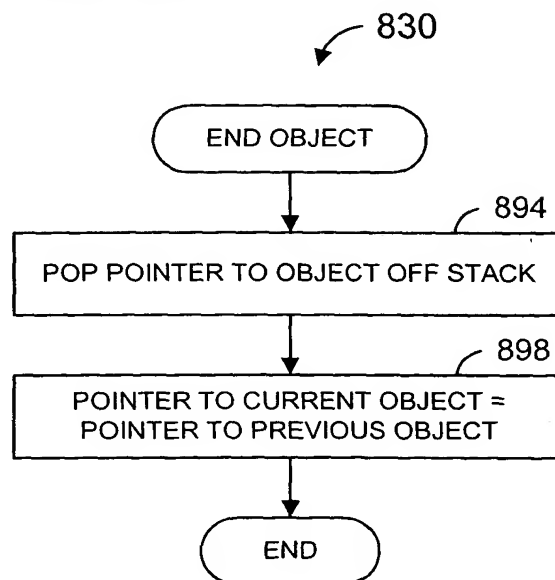 830
END OBJECT
894
POP POINTER TO OBJECT OFF STACK
898
POINTER TO CURRENT OBJECT =
POINTER TO PREVIOUS OBJECT
END